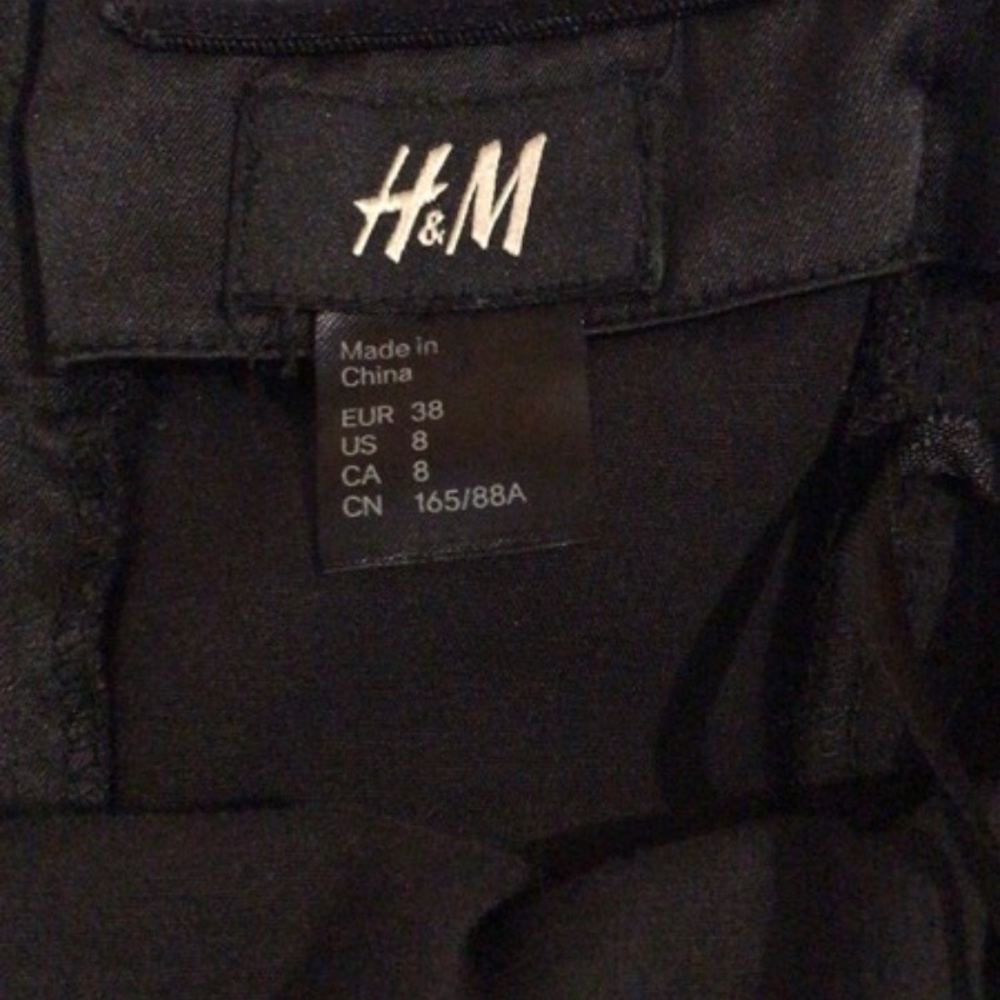 H&M
Made in
China
EUR 38
US 8
CA 8
CN 165/88A